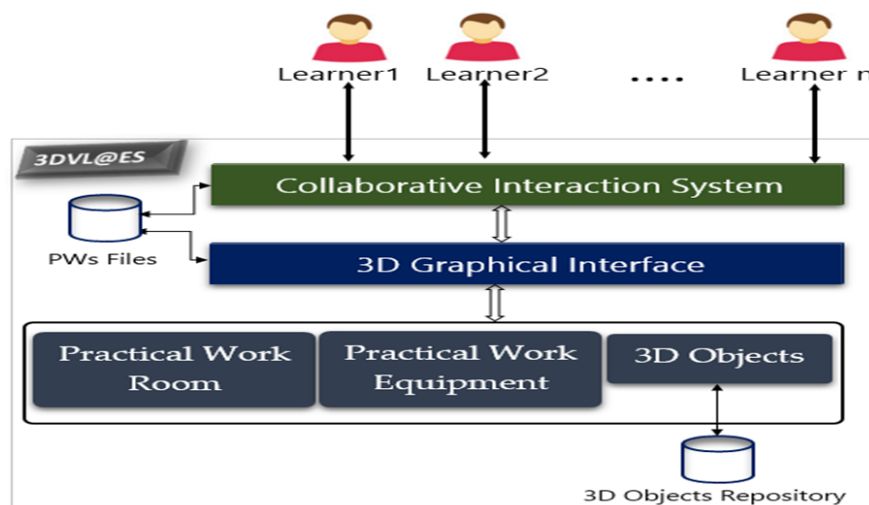 Learner1 Learner2 .... Learner n
3DVL@ES
Collaborative Interaction System
PWs Files
3D Graphical Interface
Practical Work
Room
Practical Work
Equipment
3D Objects
3D Objects Repository